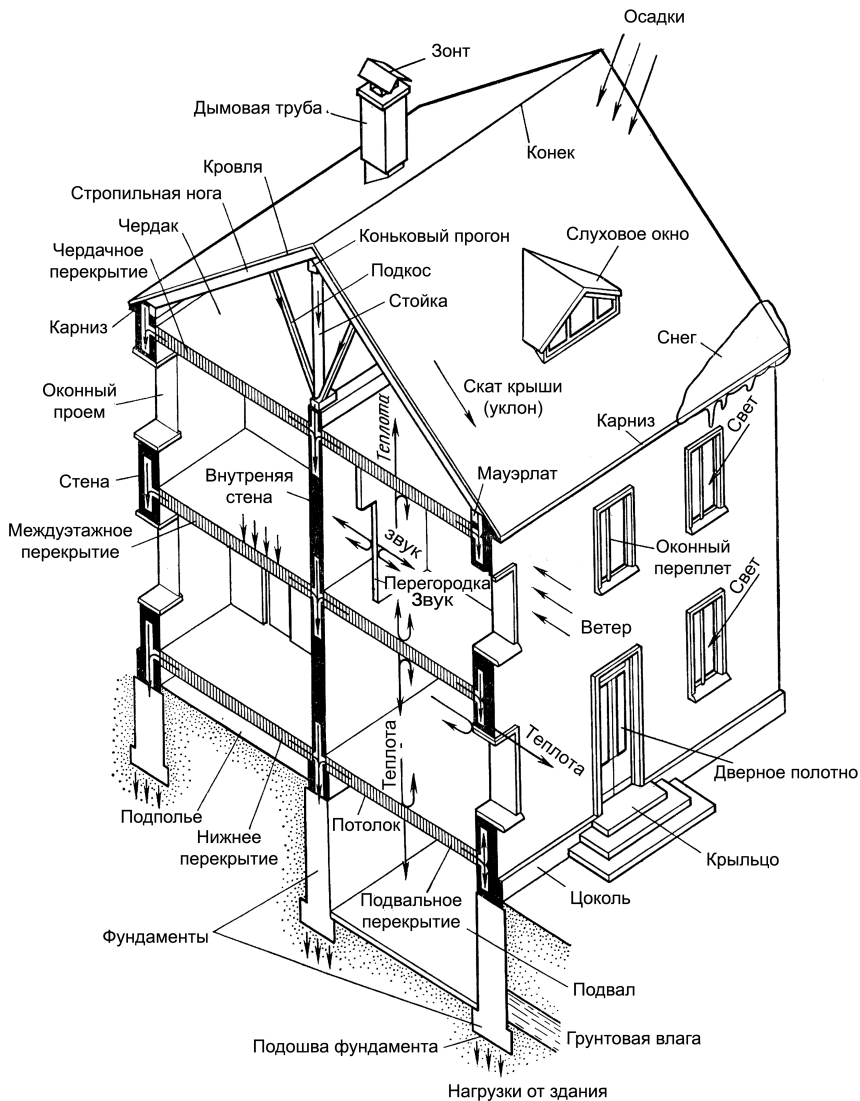 Осадки
Зонт
Дымовая труба
Конек
Кровля
Стропильная нога
Чердак
Коньковый прогон
Слуховое окно
Чердачное
перекрытие
Подкос
Стойка
Карниз
Снег
Скат крыши
(уклон)
Оконный
проем
Карниз
Свет
Теплота
Стена
Внутреняя
стена
Мауэрлат
Междуэтажное
перекрытие
звук
Оконный
переплет
Перегородка
Звук
Свет
Ветер
Теплота
Теплота
Дверное полотно
Подполье
Нижнее
перекрытие
Потолок
Крыльцо
Подвальное
перекрытие
Цоколь
Фундаменты
Подвал
Подошва фундамента
Грунтовая влага
Нагрузки от здания